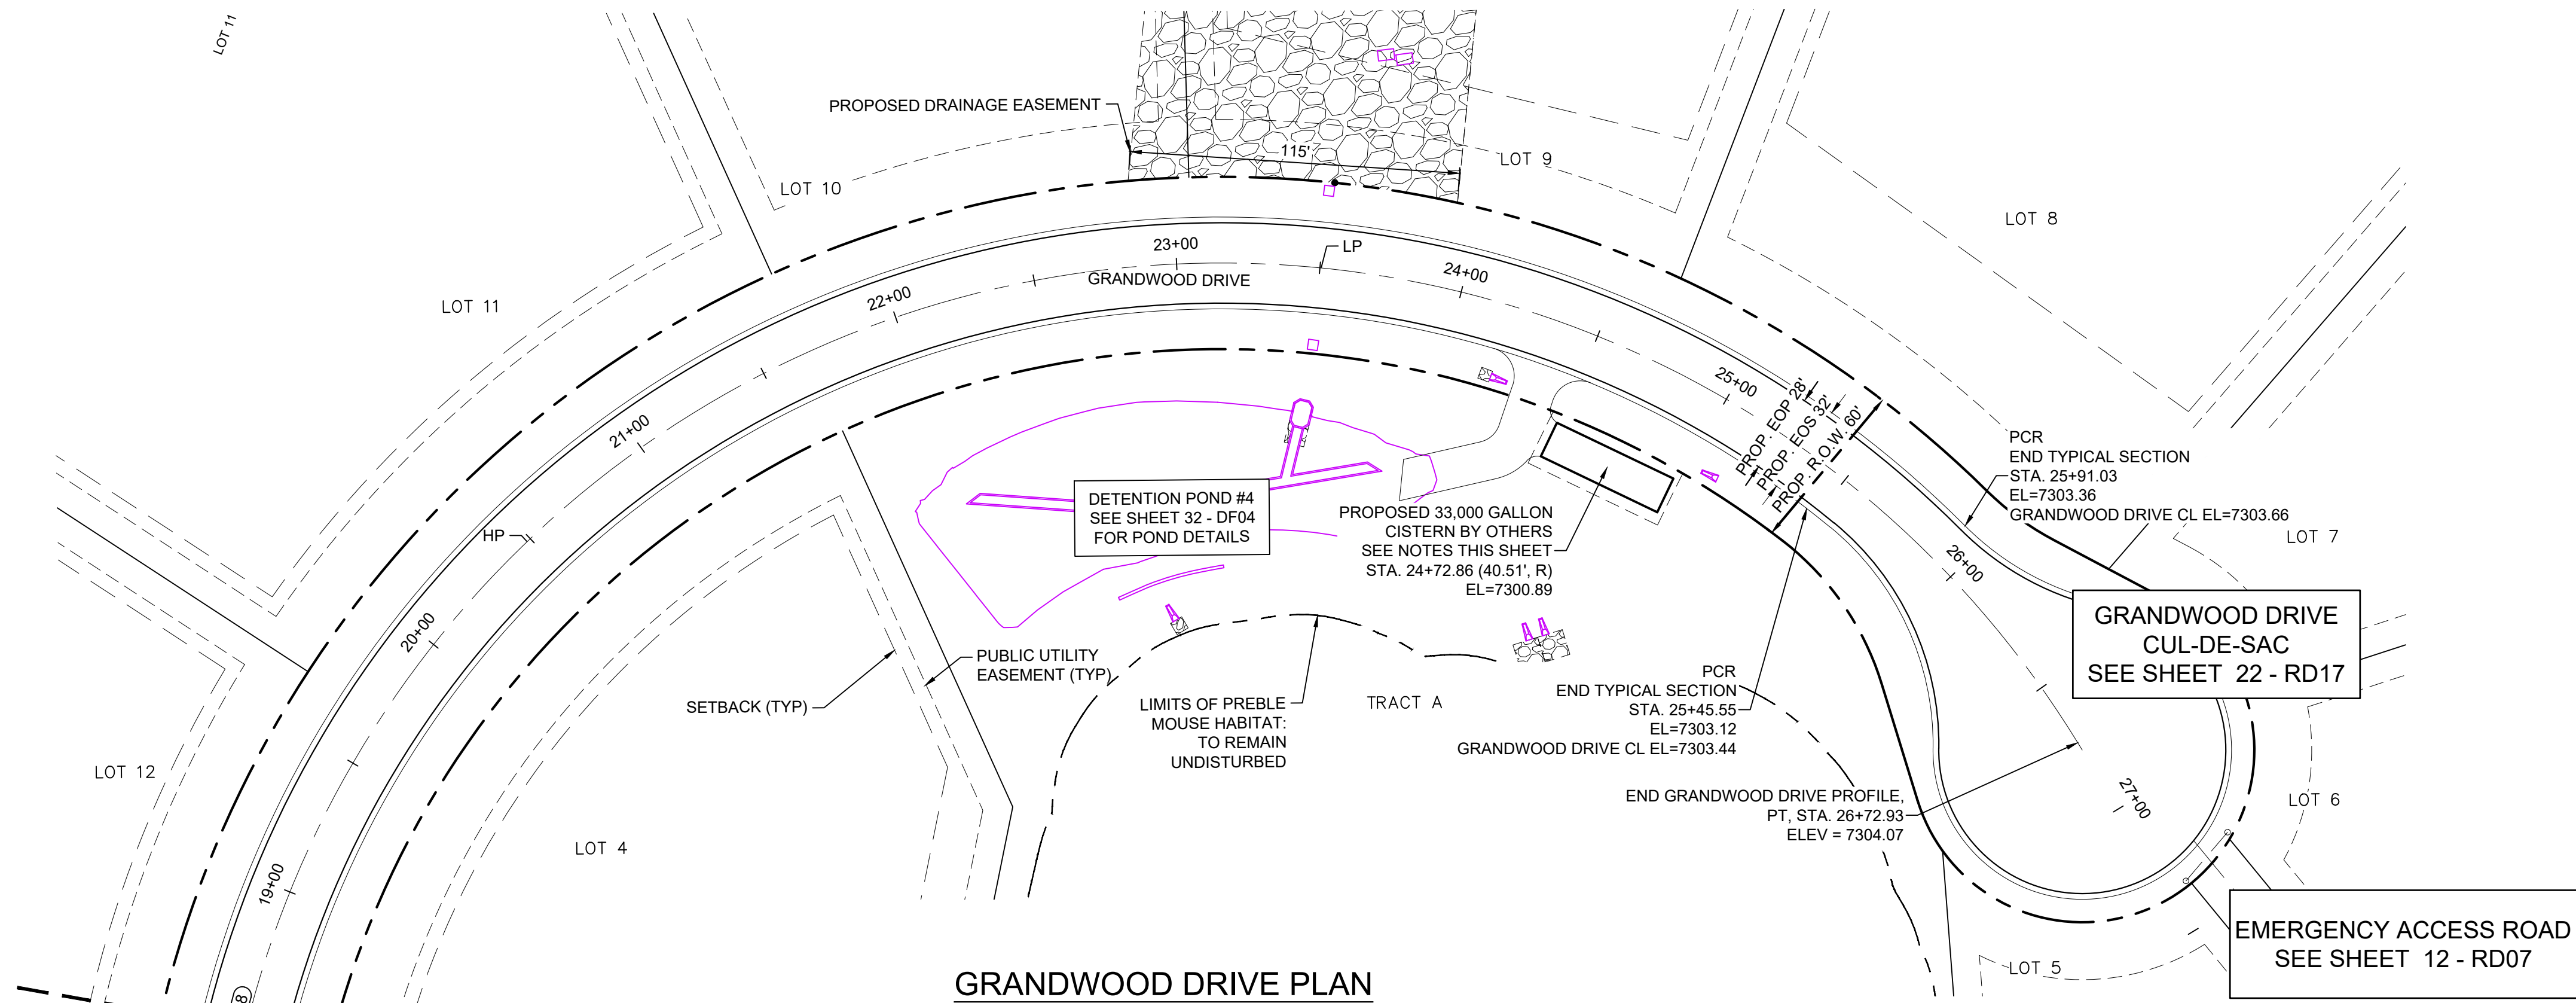 LOT 11
PROPOSED DRAINAGE EASEMENT
115'
LOT 9
LOT 10
LOT 8
LOT 11
23+00
LP
24+00
GRANDWOOD DRIVE
22+00
21+00
25+00
PROP. EOP 28'
PROP. EOS 32'
PROP. R.O.W. 60'
PCR
END TYPICAL SECTION
STA. 25+91.03
EL=7303.36
GRANDWOOD DRIVE CL EL=7303.66
LOT 7
HP
DETENTION POND #4
SEE SHEET 32 - DF04
FOR POND DETAILS
PROPOSED 33,000 GALLON
CISTERN BY OTHERS
SEE NOTES THIS SHEET
STA. 24+72.86 (40.51', R)
EL=7300.89
26+00
GRANDWOOD DRIVE
CUL-DE-SAC
SEE SHEET 22 - RD17
20+00
PUBLIC UTILITY
EASEMENT (TYP)
SETBACK (TYP)
LIMITS OF PREBLE
MOUSE HABITAT:
TO REMAIN
UNDISTURBED
TRACT A
PCR
END TYPICAL SECTION
STA. 25+45.55
EL=7303.12
GRANDWOOD DRIVE CL EL=7303.44
LOT 12
END GRANDWOOD DRIVE PROFILE,
PT, STA. 26+72.93
ELEV = 7304.07
27+00
LOT 6
LOT 4
19+00
EMERGENCY ACCESS ROAD
SEE SHEET 12 - RD07
LOT 5
GRANDWOOD DRIVE PLAN